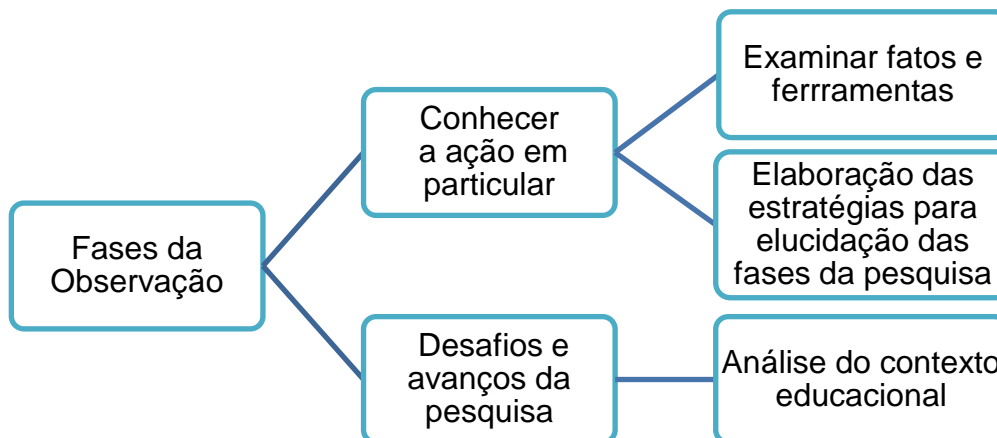 Fases da
Observação
Conhecer
a ação em
particular
Examinar fatos e
ferrramentas
Elaboração das
estratégias para
elucidação das
fases da pesquisa
Desafios e
avanços da
pesquisa
Análise do contexto
educacional